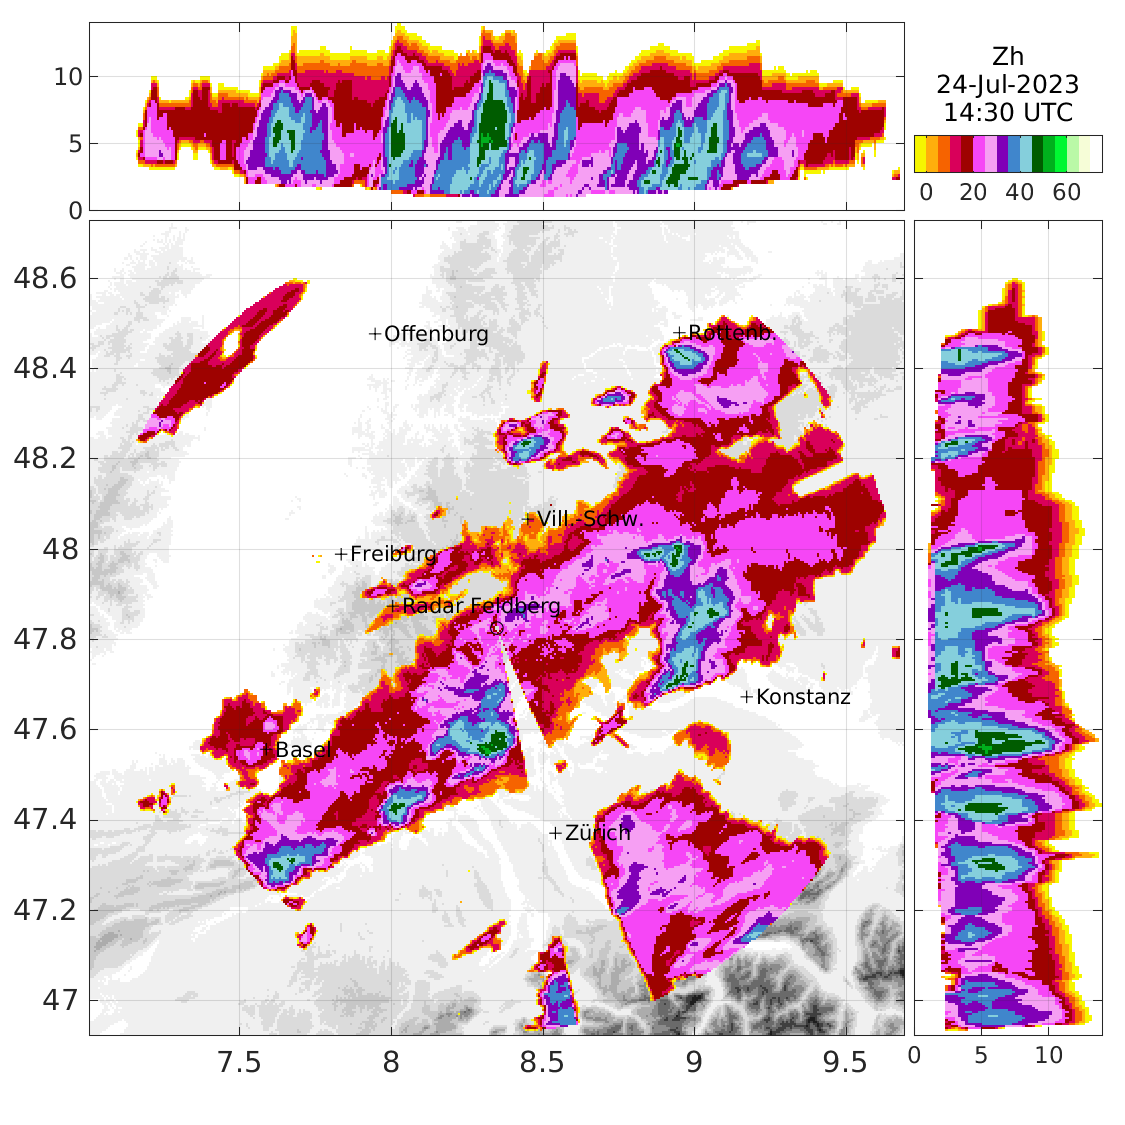 10
5
0
Zh
24-Jul-2023
14:30 UTC
0 20 40 60
48.6
48.4
48.2
48
47.8
47.6
47.4
47.2
47
+Offenburg
+Rottenb.
+Vill.-Schw.
+Freiburg
+Radar Feldberg
+Konstanz
+Basel
+Zürich
7.5 8 8.5 9 9.5
0 5 10